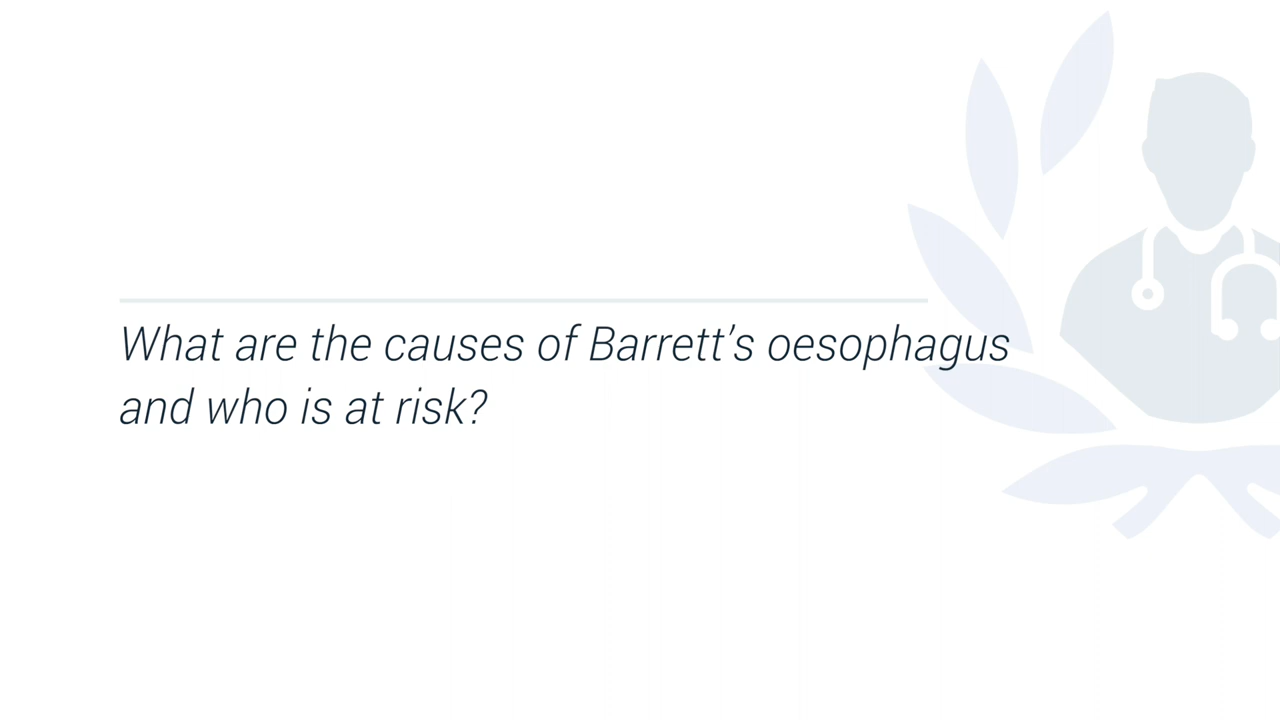 What are the causes of Barrett’s oesophagus
and who is at risk?